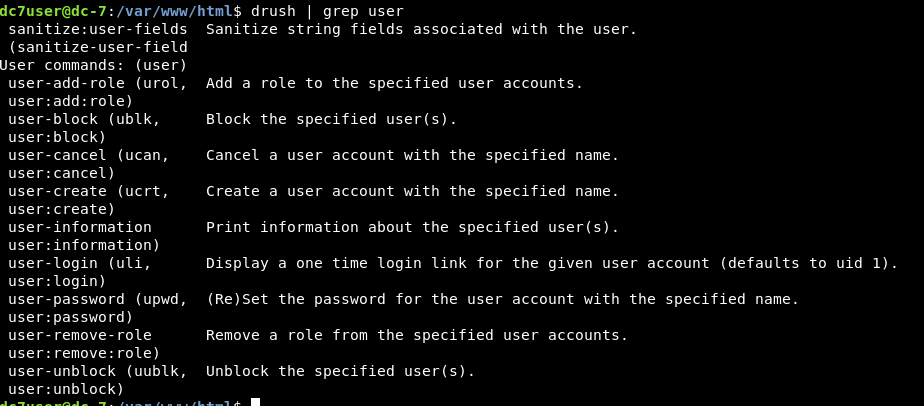 dc7user@dc-7:/var/www/html$ drush | grep user
 sanitize:user-fields  Sanitize string fields associated with the user.
 (sanitize-user-field
User commands: (user)
 user-add-role (urol,  Add a role to the specified user accounts.
 user:add:role)
 user-block (ublk,     Block the specified user(s).
 user:block)
 user-cancel (ucan,    Cancel a user account with the specified name.
 user:cancel)
 user-create (ucrt,    Create a user account with the specified name.
 user:create)
 user-information      Print information about the specified user(s).
 user:information)
 user-login (uli,      Display a one time login link for the given user account (defaults to uid 1).
 user:login)
 user-password (upwd,  (Re)Set the password for the user account with the specified name.
 user:password)
 user-remove-role      Remove a role from the specified user accounts.
 user:remove:role)
 user-unblock (uublk,  Unblock the specified user(s).
 user:unblock)
dc7user@dc-7:/var/www/html$